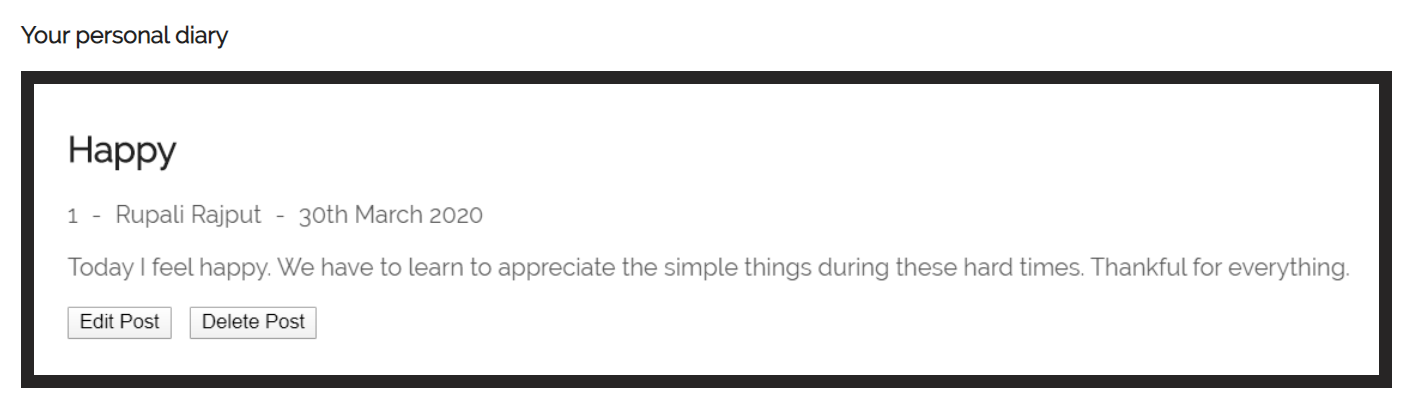 Your personal diary
Happy
1 - Rupali Rajput - 30th March 2020
Today I feel happy. We have to learn to appreciate the simple things during these hard times. Thankful for everything.
Edit Post Delete Post